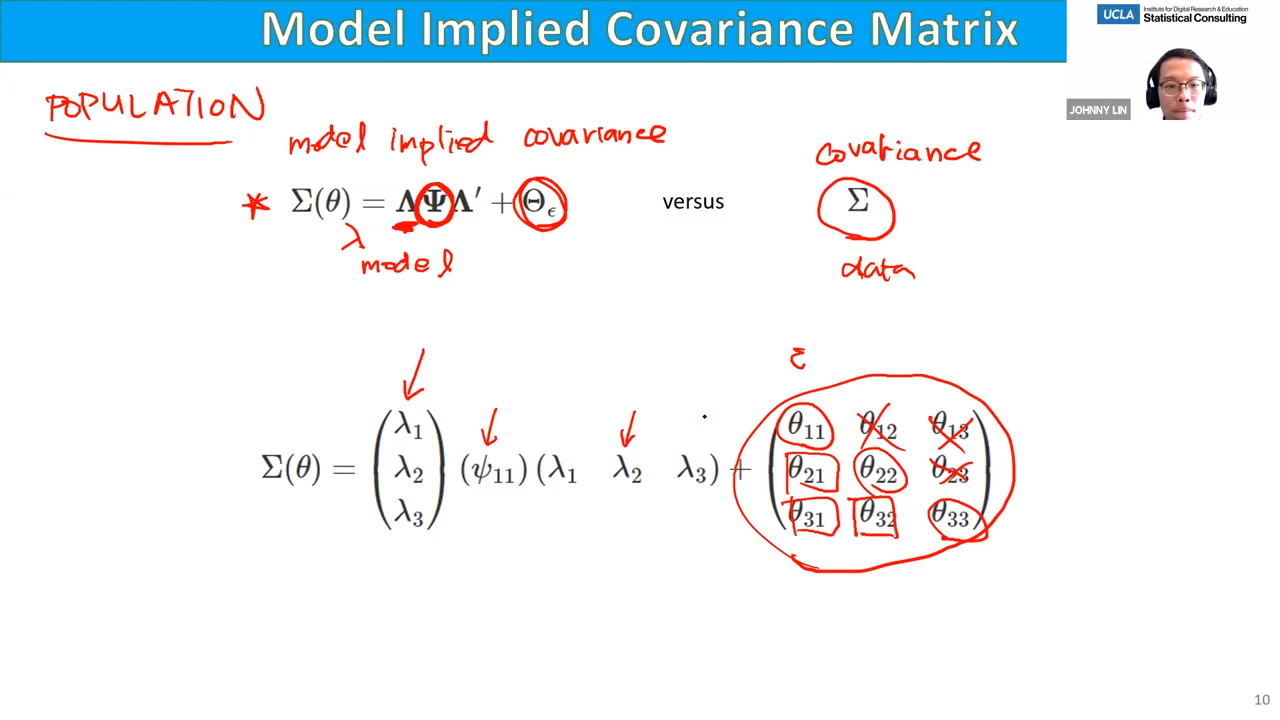 Model Implied Covariance Matrix
UCLA
Institute for Digital Research & Education
Statistical Consulting
JOHNNY LIN
POPULATION
model implied covariance
covariance
* Σ(θ) = ΛΨΛ′ + Θϵ
versus
Σ
λ
model
data
ε
Σ(θ) = (λ1 λ2 λ3) (ψ11) (λ1 λ2 λ3) + (θ11 θ12 θ13
θ21 θ22 θ23
θ31 θ32 θ33)
10